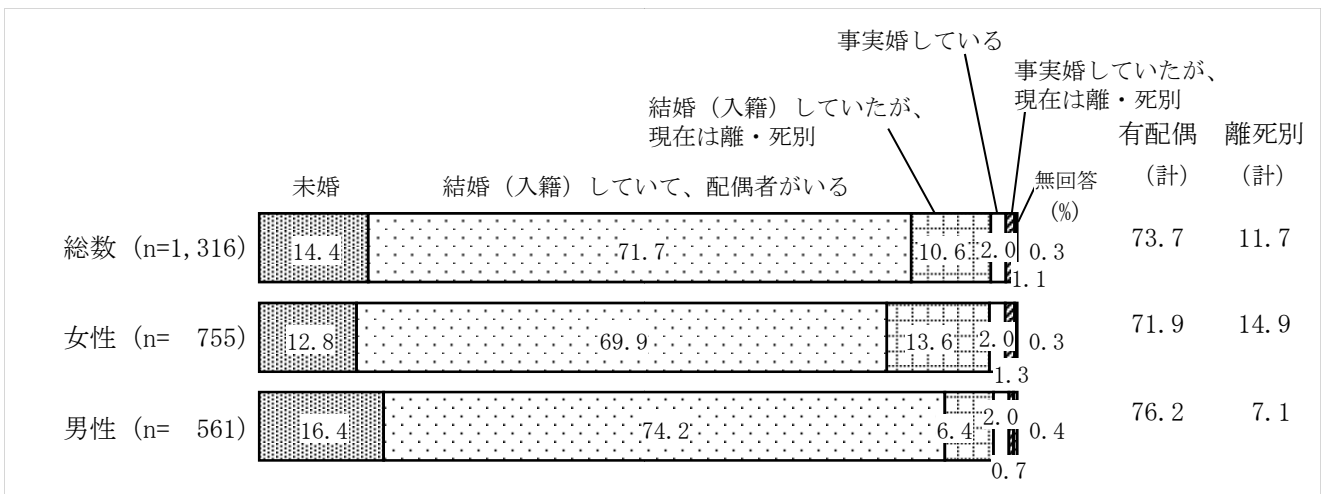 事実婚している
事実婚していたが、
現在は離・死別
結婚（入籍）していたが、
現在は離・死別
有配偶 離死別
（計） （計）
未婚 結婚（入籍）していて、配偶者がいる 無回答
(%)
総数 (n=1,316) 14.4 71.7 10.6 2.0 1.1 0.3 73.7 11.7
女性 (n= 755) 12.8 69.9 13.6 2.0 1.3 0.3 71.9 14.9
男性 (n= 561) 16.4 74.2 6.4 2.0 0.7 0.4 76.2 7.1